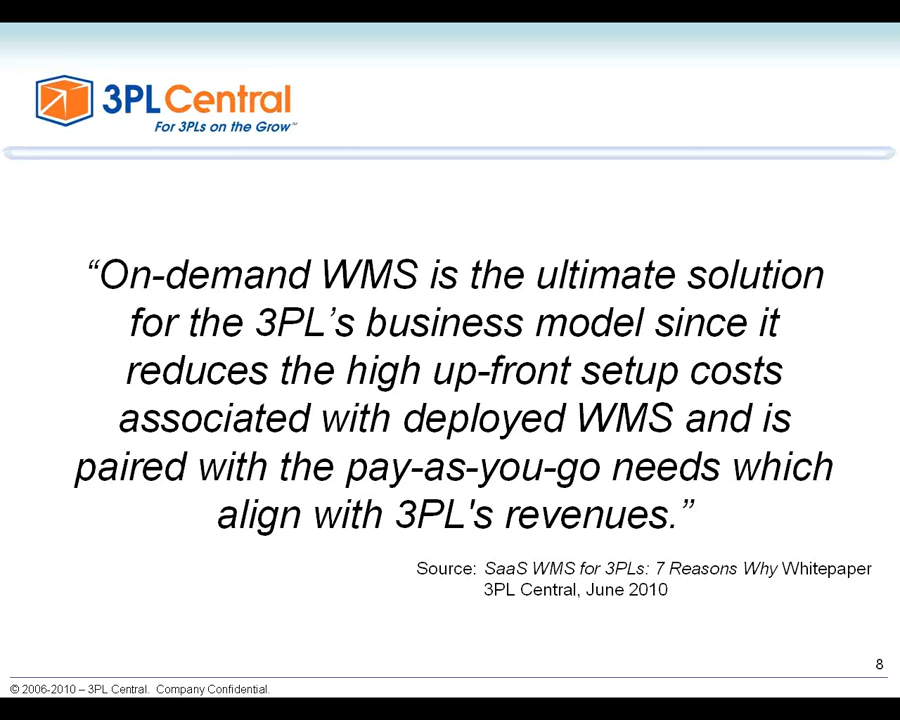 3PL Central
For 3PLs on the Grow™
“On-demand WMS is the ultimate solution
for the 3PL’s business model since it
reduces the high up-front setup costs
associated with deployed WMS and is
paired with the pay-as-you-go needs which
align with 3PL's revenues.”
Source: SaaS WMS for 3PLs: 7 Reasons Why Whitepaper
3PL Central, June 2010
8
© 2006-2010 – 3PL Central. Company Confidential.